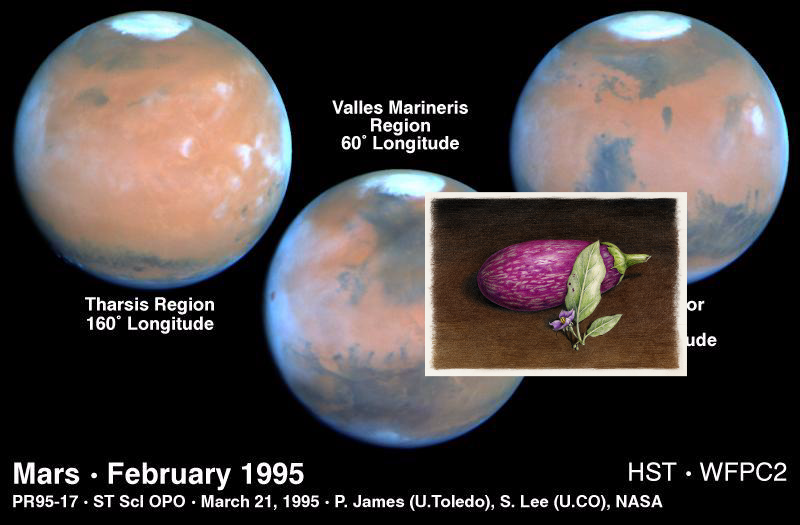 Valles Marineris
Region
60° Longitude
Tharsis Region
160° Longitude
Mars · February 1995
HST · WFPC2
PR95-17 · ST ScI OPO · March 21, 1995 · P. James (U.Toledo), S. Lee (U.CO), NASA